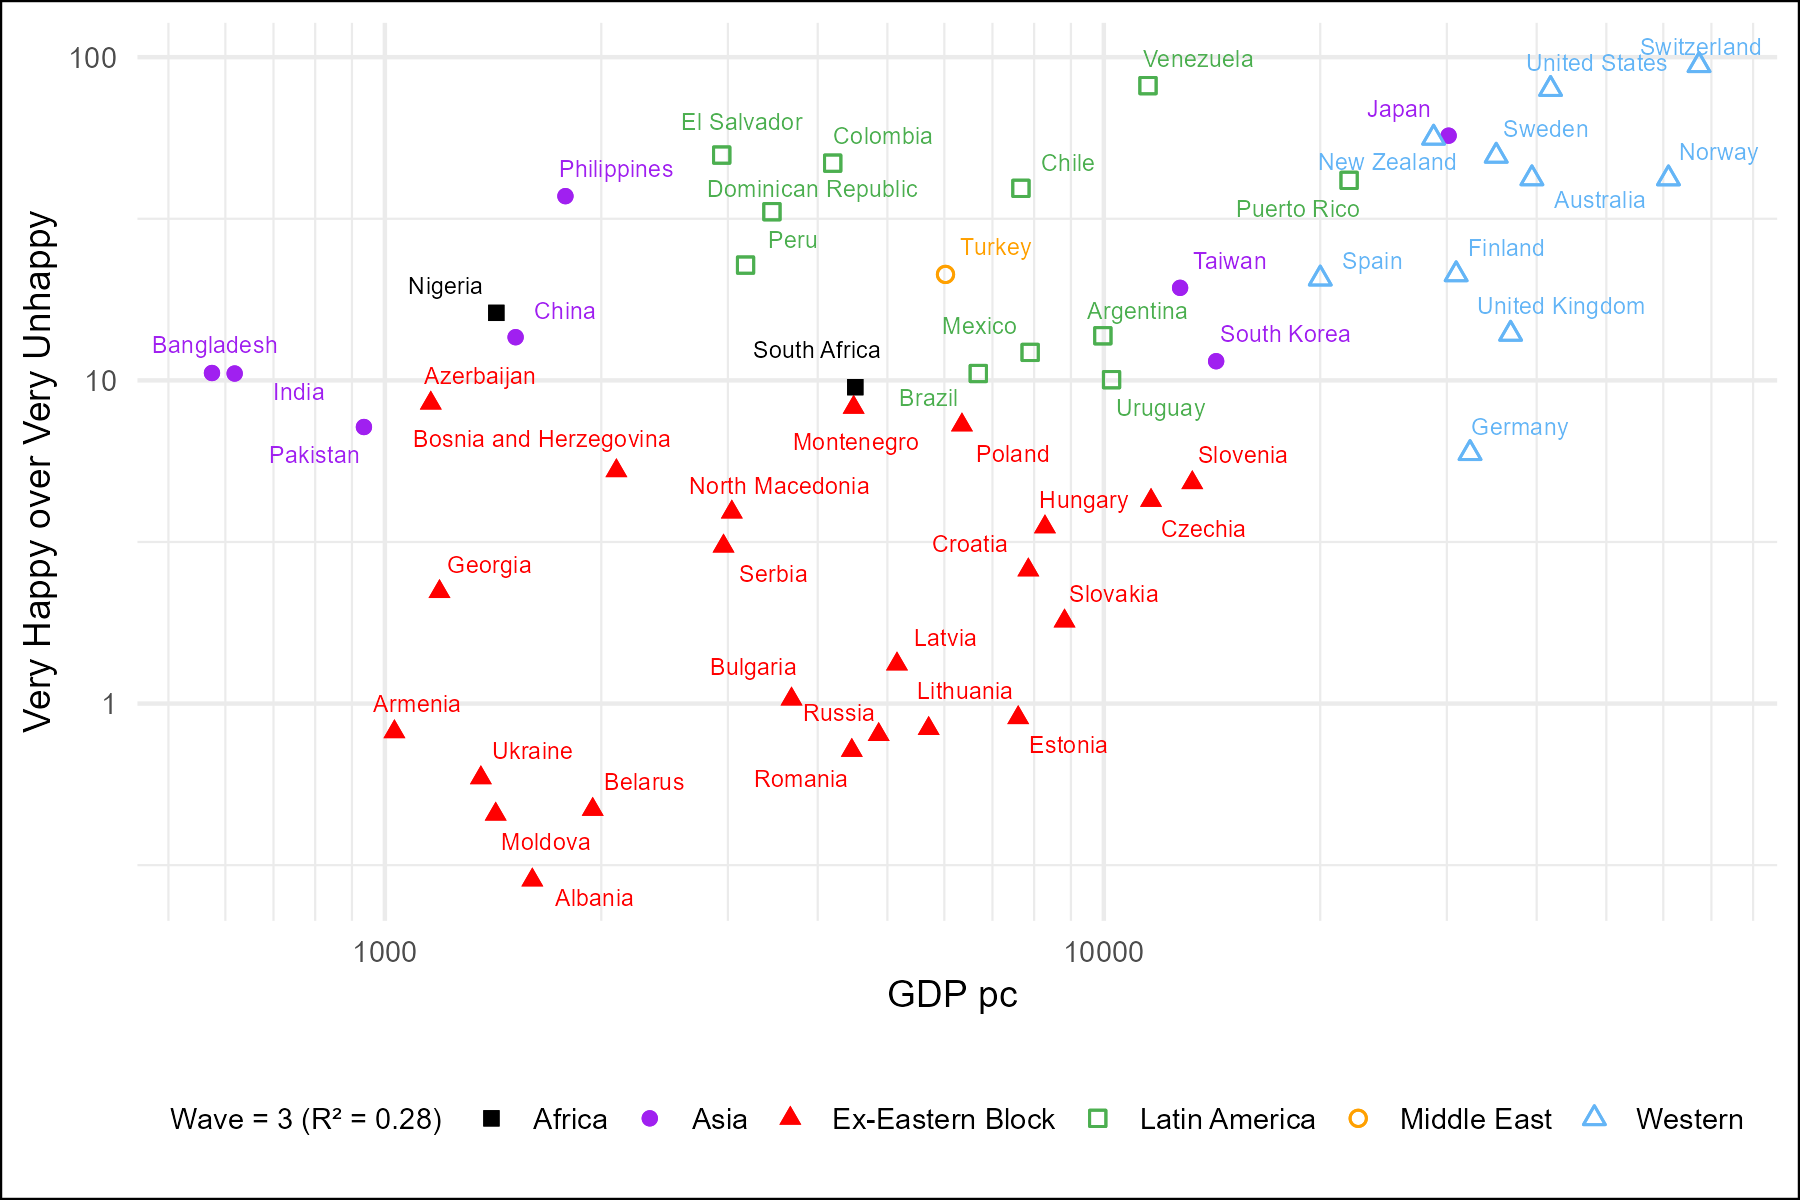 Switzerland
100
Venezuela
United States
Japan
El Salvador
Sweden
Colombia
Norway
New Zealand
Chile
Philippines
Dominican Republic
Australia
Puerto Rico
Peru
Turkey
Finland
Taiwan
Spain
Nigeria
United Kingdom
China
Argentina
Mexico
South Korea
Bangladesh
South Africa
Azerbaijan
10
India
Brazil
Uruguay
Germany
Bosnia and Herzegovina
Montenegro
Poland
Slovenia
Pakistan
North Macedonia
Hungary
Czechia
Croatia
Georgia
Serbia
Slovakia
Latvia
Bulgaria
Lithuania
Armenia
1
Russia
Estonia
Ukraine
Romania
Belarus
Moldova
Albania
Very Happy over Very Unhappy
1000
10000
GDP pc
Wave = 3 (R² = 0.28) Africa Asia Ex-Eastern Block Latin America Middle East Western